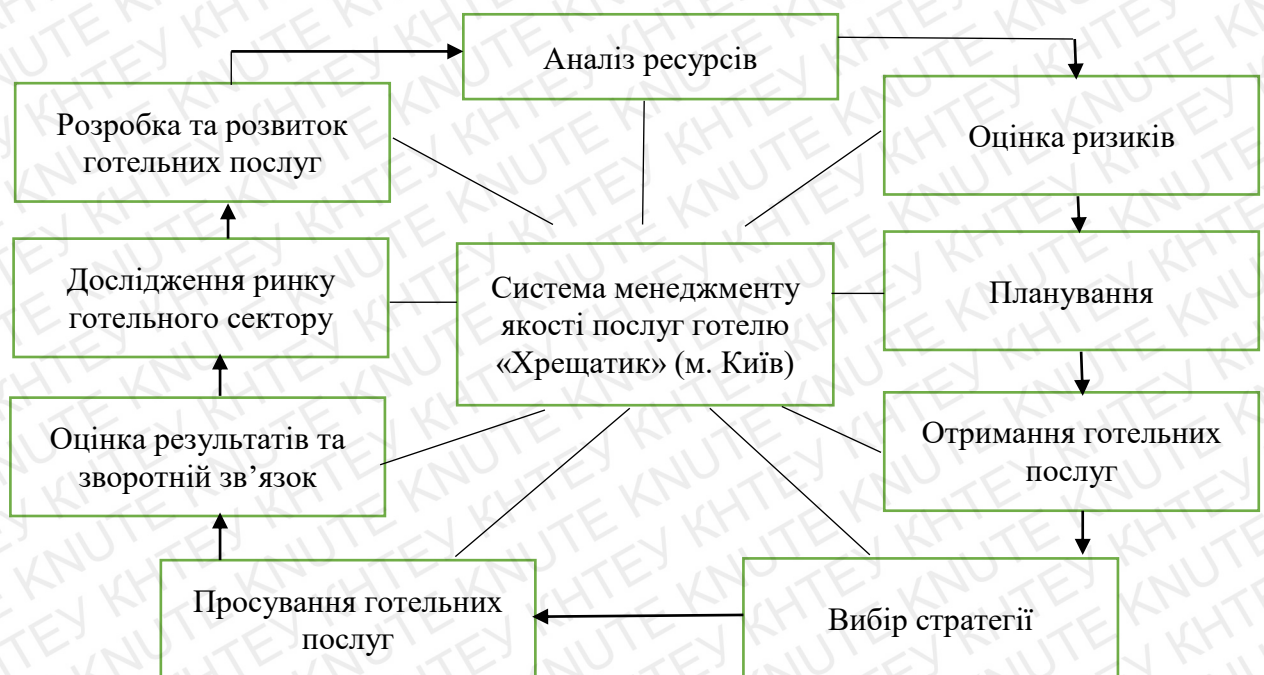 Аналіз ресурсів
Розробка та розвиток
готельних послуг
Оцінка ризиків
Дослідження ринку
готельного сектору
Система менеджменту
якості послуг готелю
«Хрещатик» (м. Київ)
Планування
Оцінка результатів та
зворотній зв’язок
Отримання готельних
послуг
Просування готельних
послуг
Вибір стратегії